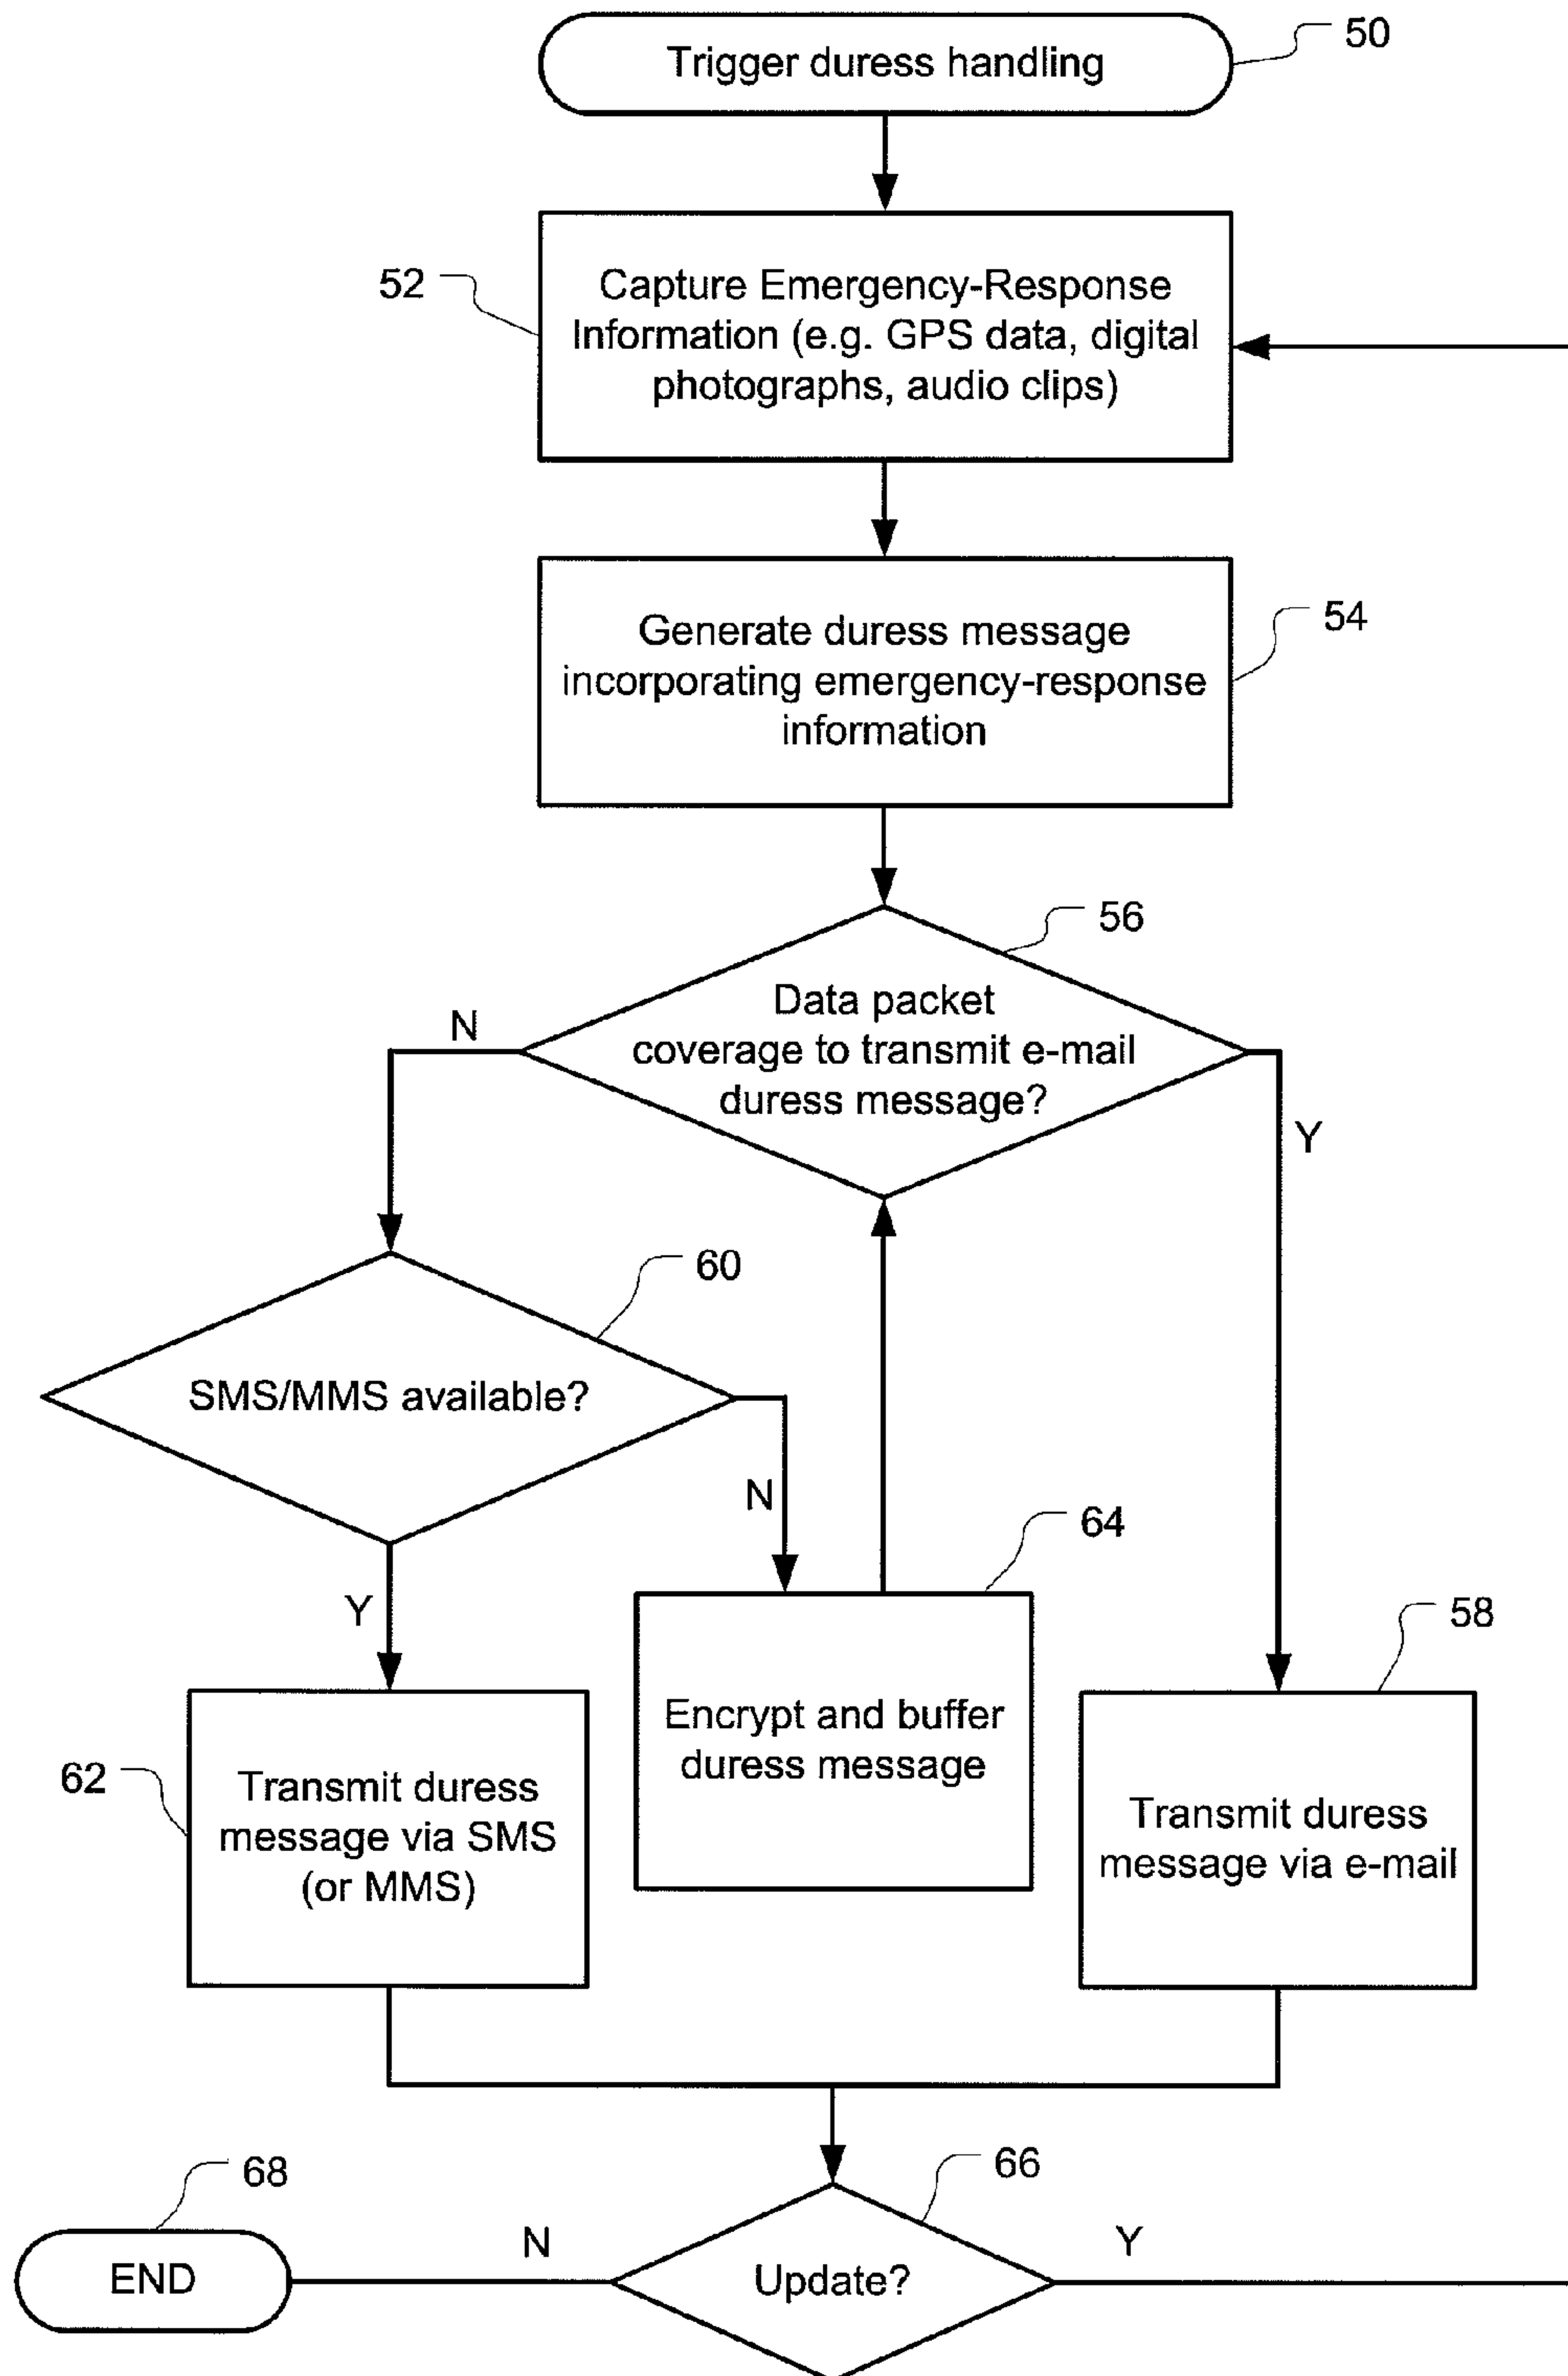 Trigger duress handling
50
52
Capture Emergency-Response
Information (e.g. GPS data, digital
photographs, audio clips)
Generate duress message
incorporating emergency-response
information
54
56
Data packet
coverage to transmit e-mail
duress message?
N
Y
60
SMS/MMS available?
N
Y
64
Encrypt and buffer
duress message
58
62
Transmit duress
message via SMS
(or MMS)
Transmit duress
message via e-mail
68
END
N
66
Update?
Y